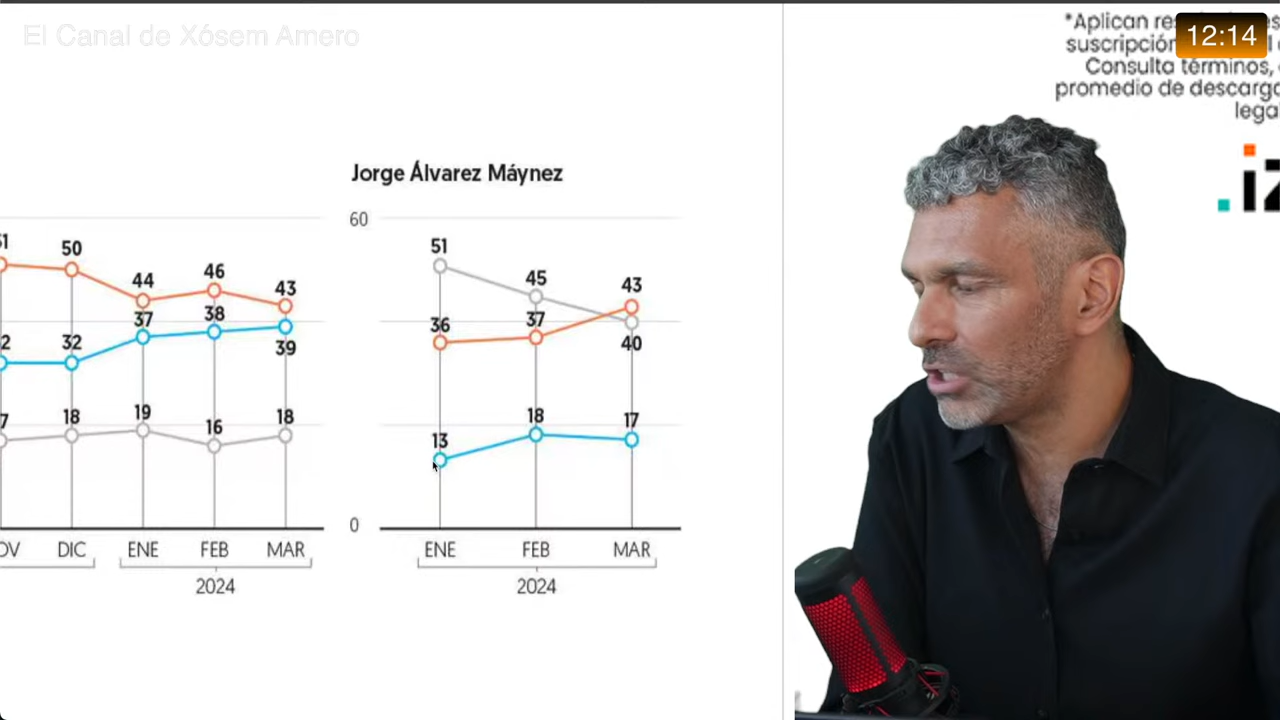 El Canal de Xósem Amero
12:14
*Aplican
suscripción
Consulta términos,
promedio de descarga
Jorge Álvarez Máynez
60
51
50
44
46
43
37
38
39
32
18
19
16
18
51
45
43
36
37
40
13
18
17
0
DIC
ENE
FEB
MAR
2024
ENE
FEB
MAR
2024